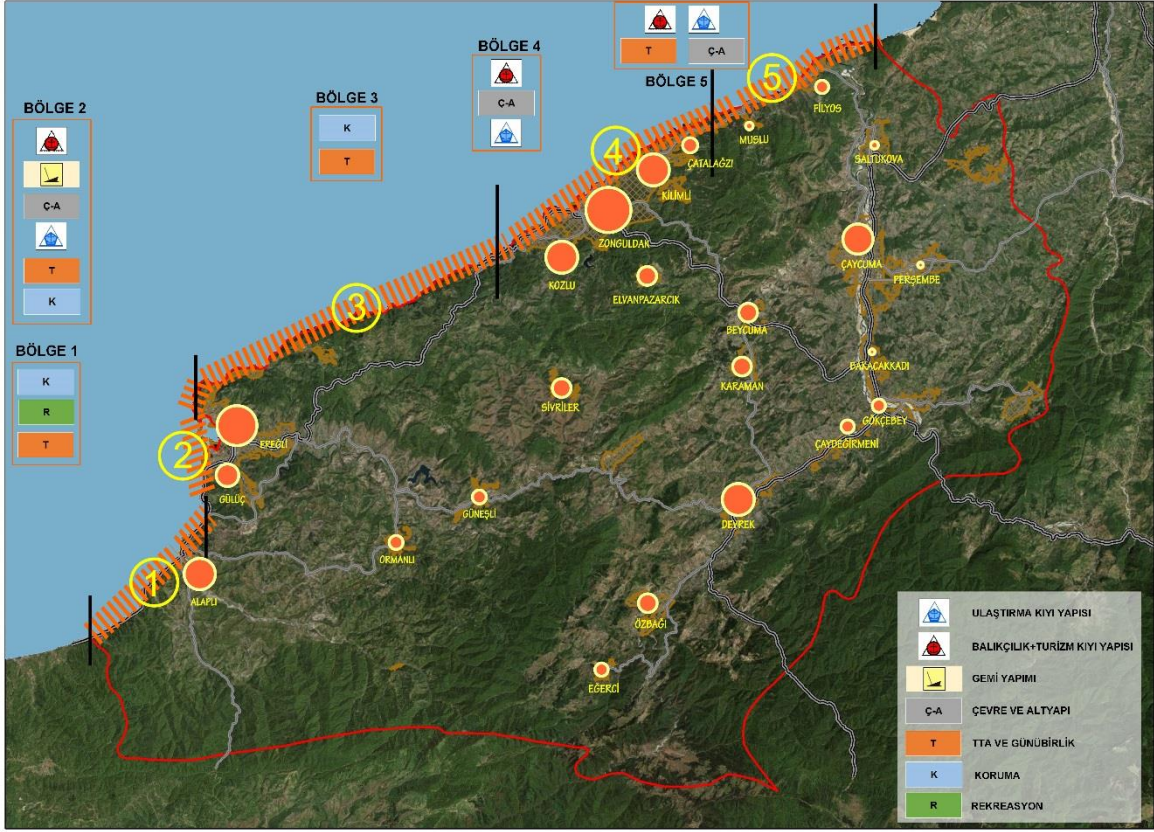 BÖLGE 2
Ç-A
T
K
BÖLGE 1
K
R
T
BÖLGE 3
K
T
BÖLGE 4
Ç-A
T
Ç-A
BÖLGE 5
5
4
3
2
1
FİLYOS
MUSLU
SALTUKOVA
ÇATALAĞZI
KİLİMLİ
ZONGULDAK
KOZLU
ELVANPAZARCIK
ÇAYCUMA
PERŞEMBE
BEYCUMA
BAKACAKKADI
KARAMAN
SİVRİLER
GÖKÇEBEY
ÇAYDEĞİRMENİ
EREĞLİ
GÜLÜÇ
GÜNEŞLİ
DEVREK
ORMANLI
ALAPLI
ÖZBAĞI
EĞERCİ
ULAŞTIRMA KIYI YAPISI
BALIKÇILIK+TURİZM KIYI YAPISI
GEMİ YAPIMI
Ç-A ÇEVRE VE ALTYAPI
T TTA VE GÜNÜBİRLİK
K KORUMA
R REKREASYON